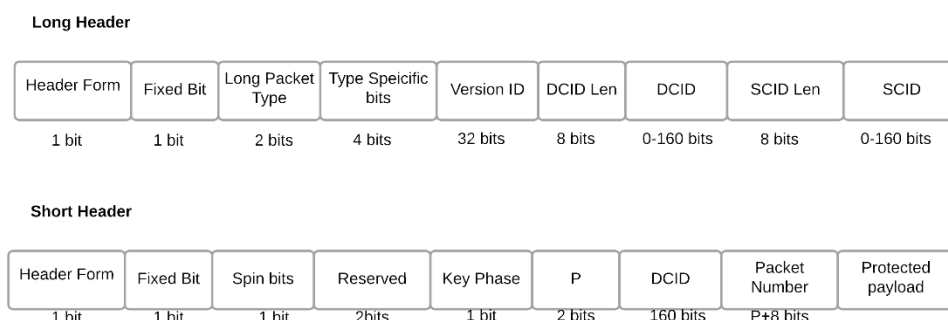 Long Header
Header Form
Fixed Bit
Long Packet
Type
Type Speicific
bits
Version ID
DCID Len
DCID
SCID Len
SCID
1 bit
1 bit
2 bits
4 bits
32 bits
8 bits
0-160 bits
8 bits
0-160 bits
Short Header
Header Form
Fixed Bit
Spin bits
Reserved
Key Phase
P
DCID
Packet
Number
Protected
payload
1 bit
1 bit
1 bit
2bits
1 bit
2 bits
160 bits
P+8 bits